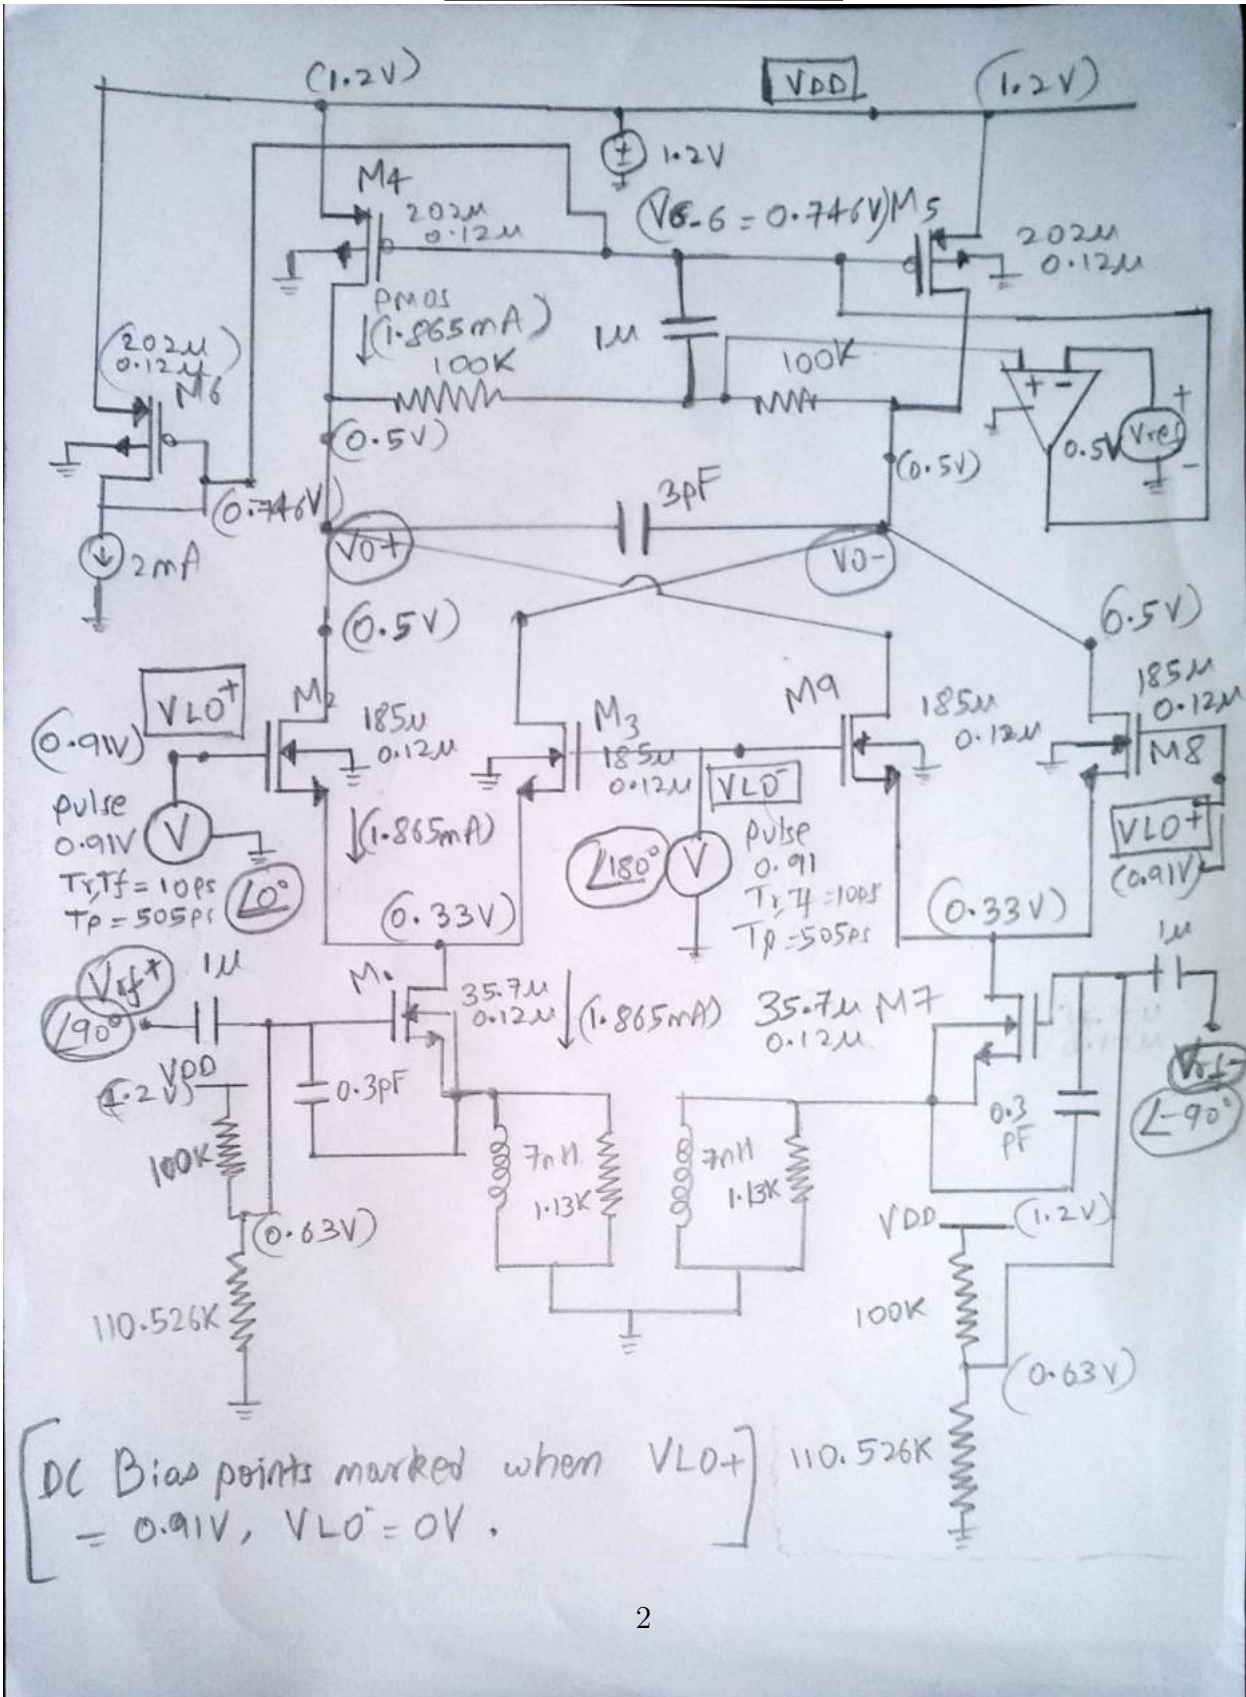 (1.2V)
VDD
(1.2V)
1.2V
M4
202µ
0.12µ
(VG-6 = 0.746V)
M5
202µ
0.12µ
PMOS
(1.865mA)
1µ
100K
100K
(202µ
0.12µ)
M6
+ -
+
0.5V
Vref
-
(0.5V)
(0.5V)
(0.746V)
3pF
2mA
VO+
VO-
(0.5V)
(0.5V)
VLO+
M2
185µ
0.12µ
M3
185µ
0.12µ
M9
185µ
0.12µ
185µ
0.12µ
M8
(0.91V)
pulse
0.91V
V
Tr,Tf = 10ps
Tp = 505ps
∠0°
(1.865mA)
VLO-
∠180°
V
pulse
0.91
Tr,Tf = 10ps
Tp = 505ps
VLO+
(0.91V)
(0.33V)
(0.33V)
Vrf+
∠90°
1µ
35.7µ
0.12µ
(1.865mA)
35.7µ M7
0.12µ
1µ
Vrf-
∠-90°
VDD
(1.2V)
0.3pF
100K
7nH
1.13K
7nH
1.13K
0.3
pF
(0.63V)
VDD
(1.2V)
110.526K
100K
(0.63V)
110.526K
[DC Bias points marked when VLO+
= 0.91V, VLO- = 0V.]
2